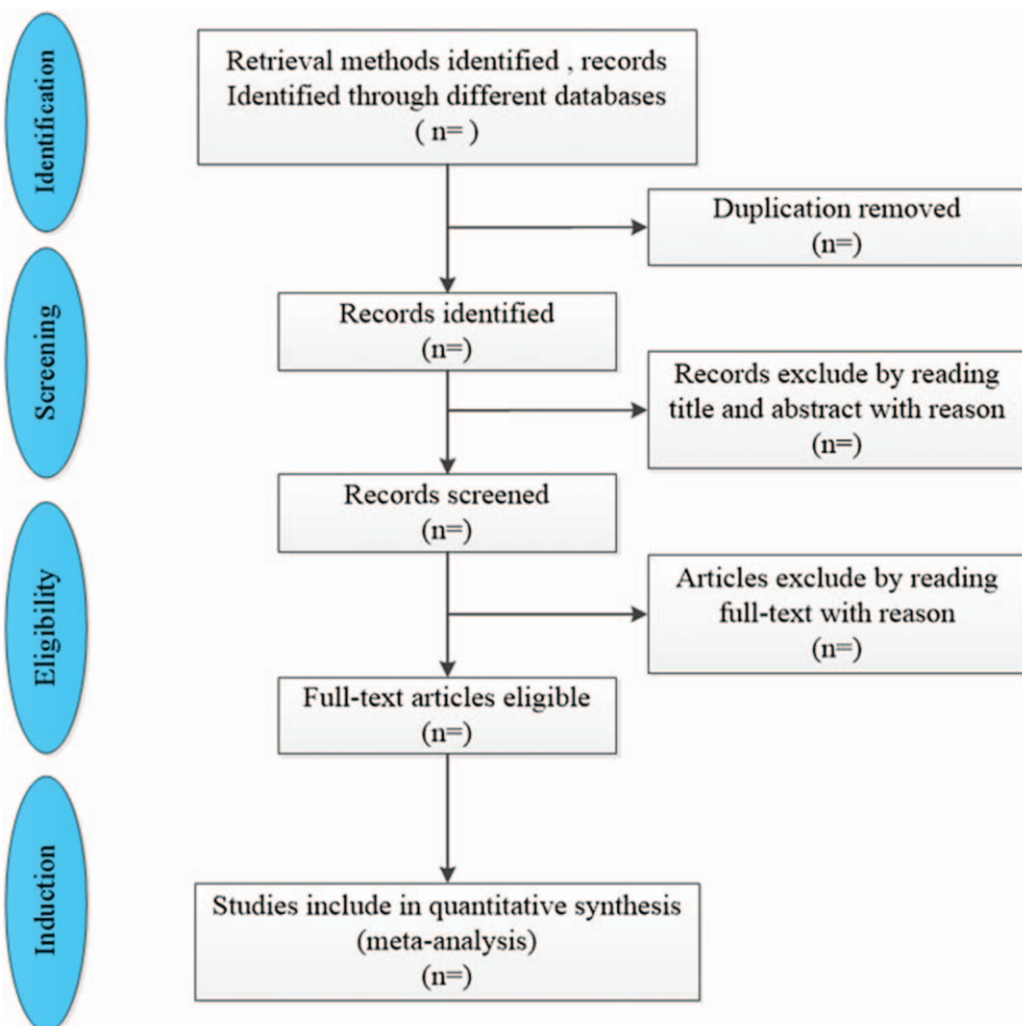 Identification
Retrieval methods identified , records
Identified through different databases
( n= )
Duplication removed
(n=)
Screening
Records identified
(n=)
Records exclude by reading
title and abstract with reason
(n=)
Records screened
(n=)
Eligibility
Articles exclude by reading
full-text with reason
(n=)
Full-text articles eligible
(n=)
Induction
Studies include in quantitative synthesis
(meta-analysis)
(n=)